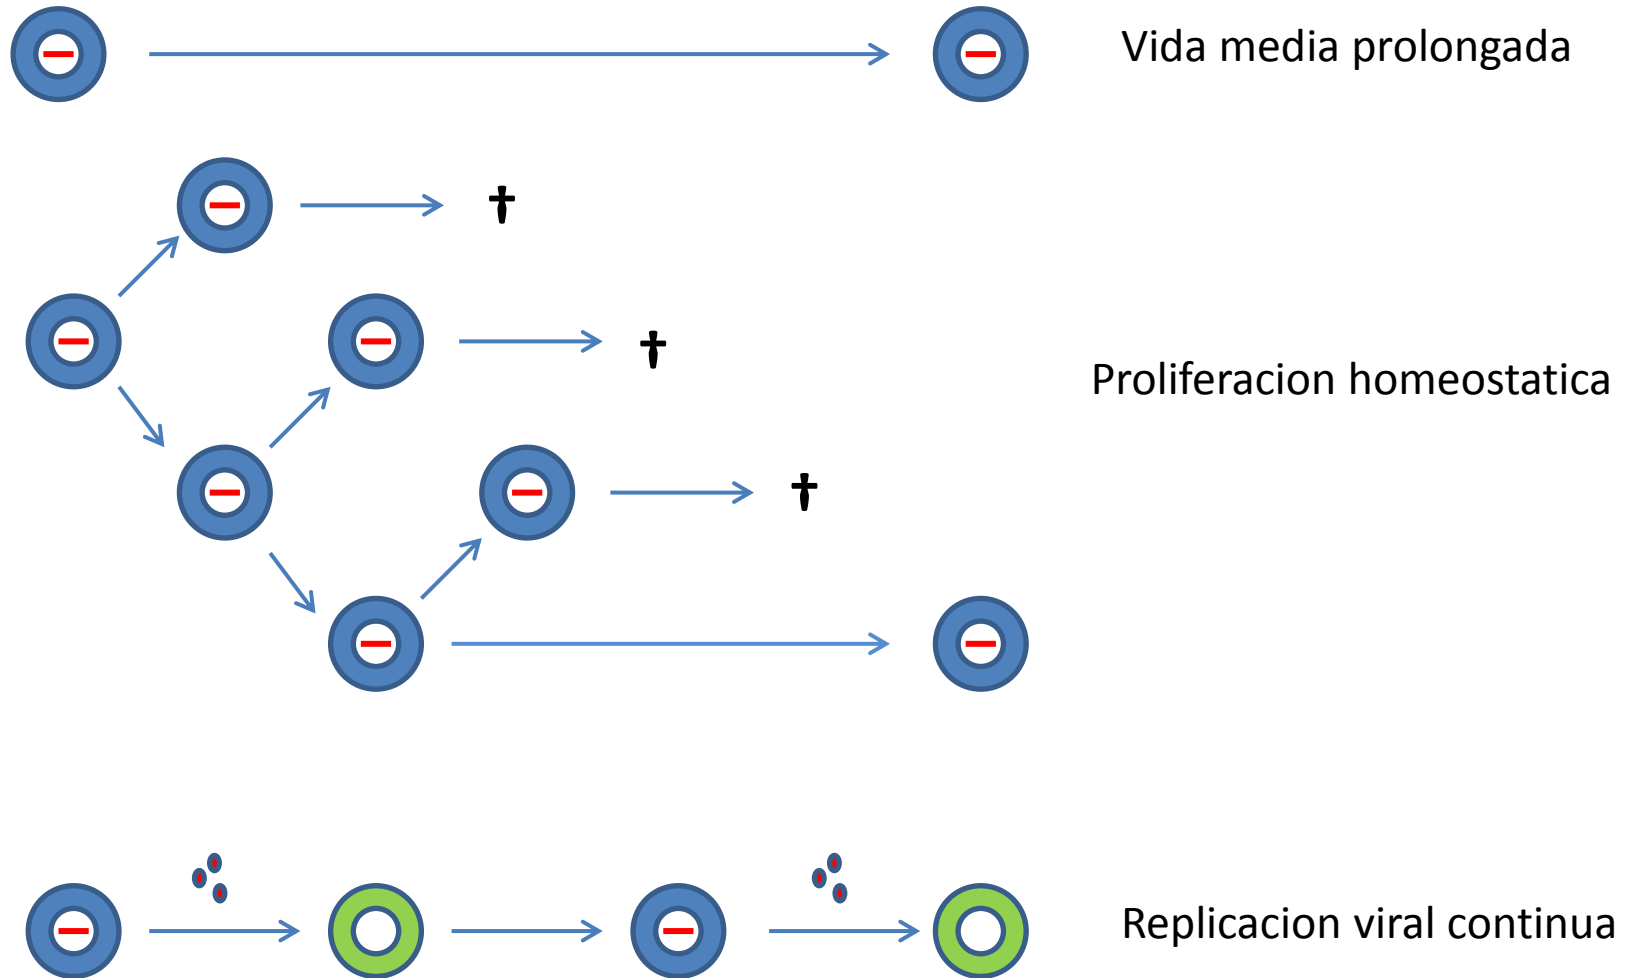 Vida media prolongada
Proliferacion homeostatica
Replicacion viral continua